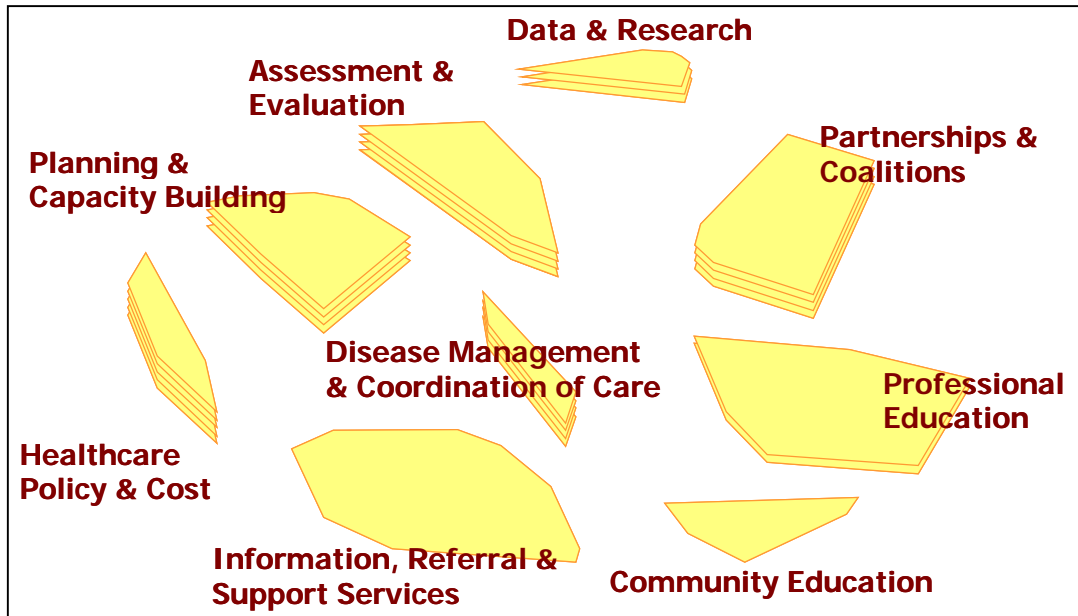 Data & Research
Assessment &
Evaluation
Partnerships &
Coalitions
Planning &
Capacity Building
Disease Management
& Coordination of Care
Professional
Education
Healthcare
Policy & Cost
Information, Referral &
Support Services
Community Education